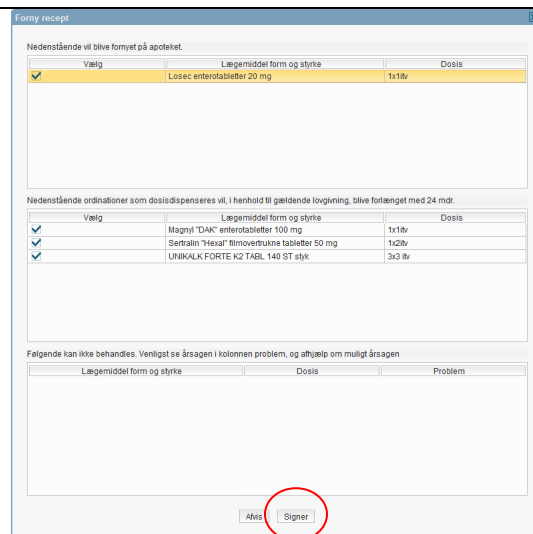 Forny recept
Nedenstående vil blive fornyet på apoteket.
Vælg Lægemiddel form og styrke Dosis
Losec enterotabletter 20 mg 1x1itv
Nedenstående ordinationer som dosisdispenseres vil, i henhold til gældende lovgivning, blive forlænget med 24 mdr.
Vælg Lægemiddel form og styrke Dosis
Magnyl "DAK" enterotabletter 100 mg 1x1itv
Sertralin "Hexal" filmovertrukne tabletter 50 mg 1x2itv
UNIKALK FORTE K2 TABL 140 ST styk 3x3 itv
Følgende kan ikke behandles. Venligst se årsagen i kolonnen problem, og afhjælp om muligt årsagen
Lægemiddel form og styrke Dosis Problem
Afvis Signer